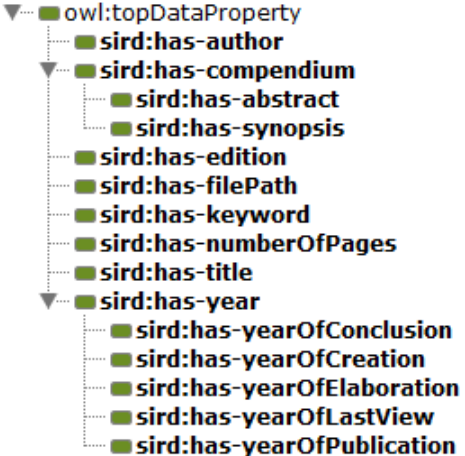 owl:topDataProperty
sird:has-author
sird:has-compendium
sird:has-abstract
sird:has-synopsis
sird:has-edition
sird:has-filePath
sird:has-keyword
sird:has-numberOfPages
sird:has-title
sird:has-year
sird:has-yearOfConclusion
sird:has-yearOfCreation
sird:has-yearOfElaboration
sird:has-yearOfLastView
sird:has-yearOfPublication